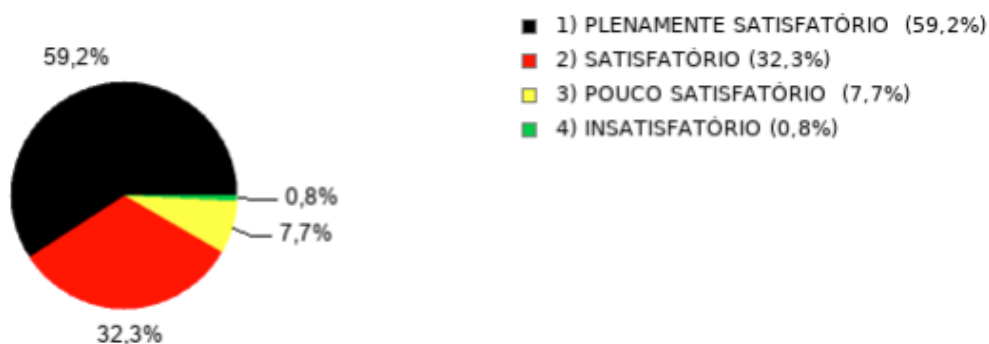 59,2%
0,8%
7,7%
32,3%
1) PLENAMENTE SATISFATÓRIO (59,2%)
2) SATISFATÓRIO (32,3%)
3) POUCO SATISFATÓRIO (7,7%)
4) INSATISFATÓRIO (0,8%)